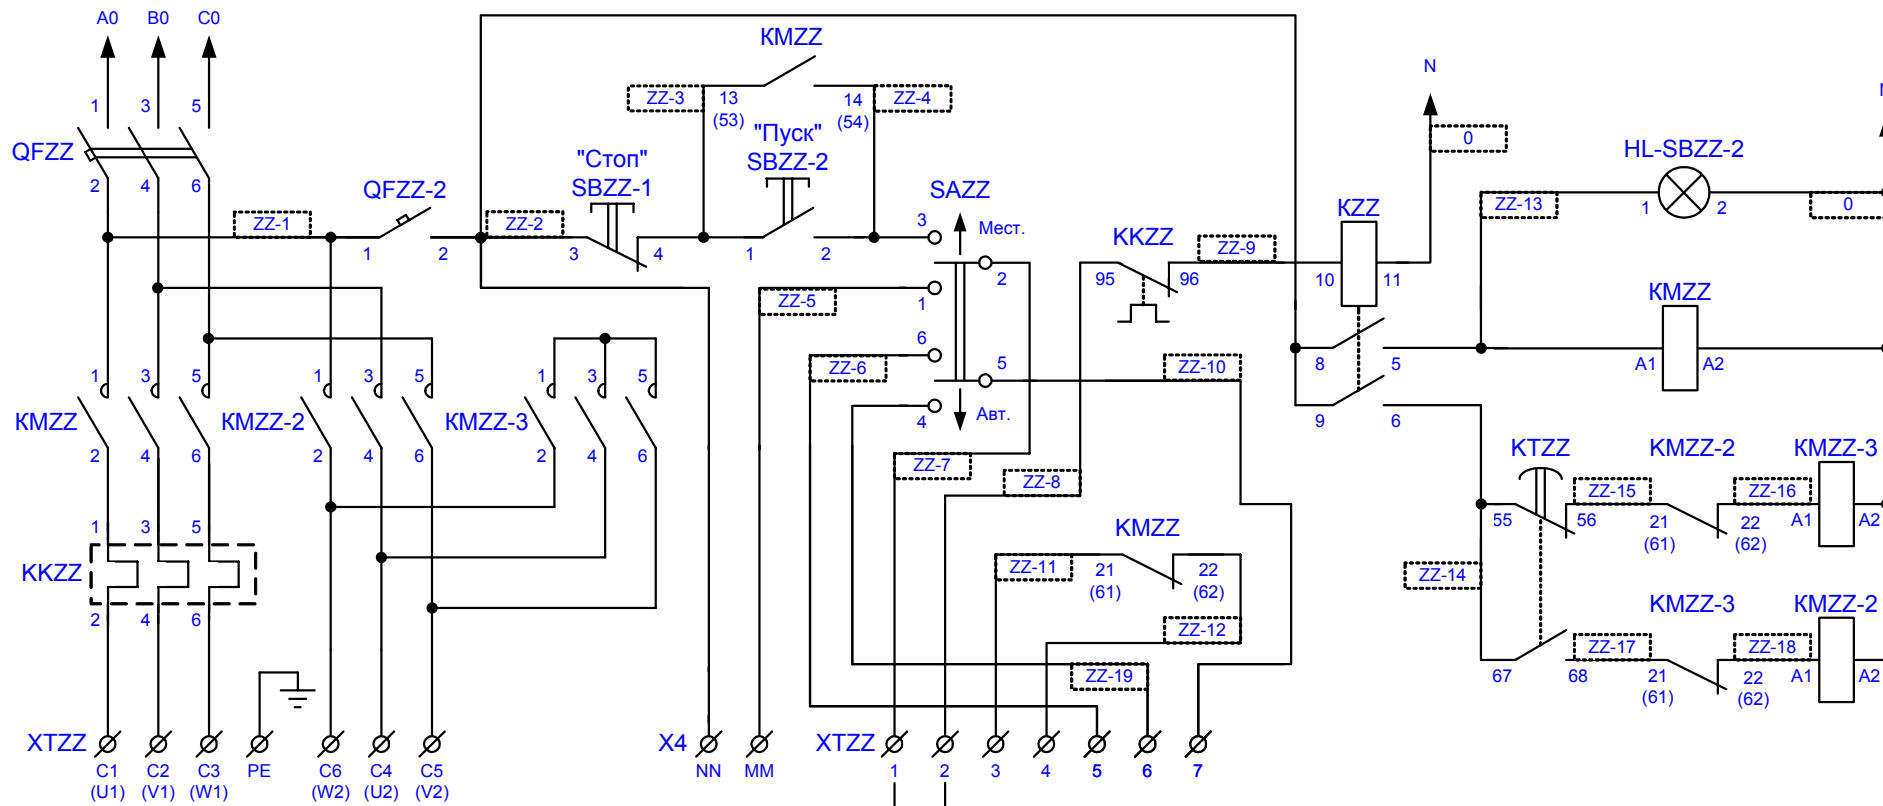 A0 B0 C0
KMZZ
N
1 3 5
ZZ-3 13 14 ZZ-4
(53) (54)
0
"Пуск"
SBZZ-2
QFZZ
"Стоп"
SBZZ-1
HL-SBZZ-2
2 4 6
QFZZ-2
SAZZ
KZZ
ZZ-13 1 2 0
ZZ-1
ZZ-2
3 Мест.
1 2
3 4
1 2
KKZZ
ZZ-9
95 96
10 11
2
ZZ-5
1
KMZZ
6
5
ZZ-6
ZZ-10
8 5
A1 A2
1 3 5
1 3 5
1 3 5
4 Авт.
9 6
KMZZ
KMZZ-2
KMZZ-3
2 4 6
2 4 6
2 4 6
ZZ-7
ZZ-8
KTZZ
KMZZ-2
KMZZ-3
ZZ-15
ZZ-16
55 56
21 22
(61) (62)
A1 A2
1 3 5
KMZZ
KKZZ
ZZ-11 21 22
(61) (62)
ZZ-14
2 4 6
ZZ-12
KMZZ-3
KMZZ-2
ZZ-17
ZZ-18
67 68
21 22
(61) (62)
A1 A2
ZZ-19
XTZZ
X4
XTZZ
C1 C2 C3 PE C6 C4 C5
(U1) (V1) (W1) (W2) (U2) (V2)
NN MM
1 2 3 4 5 6 7